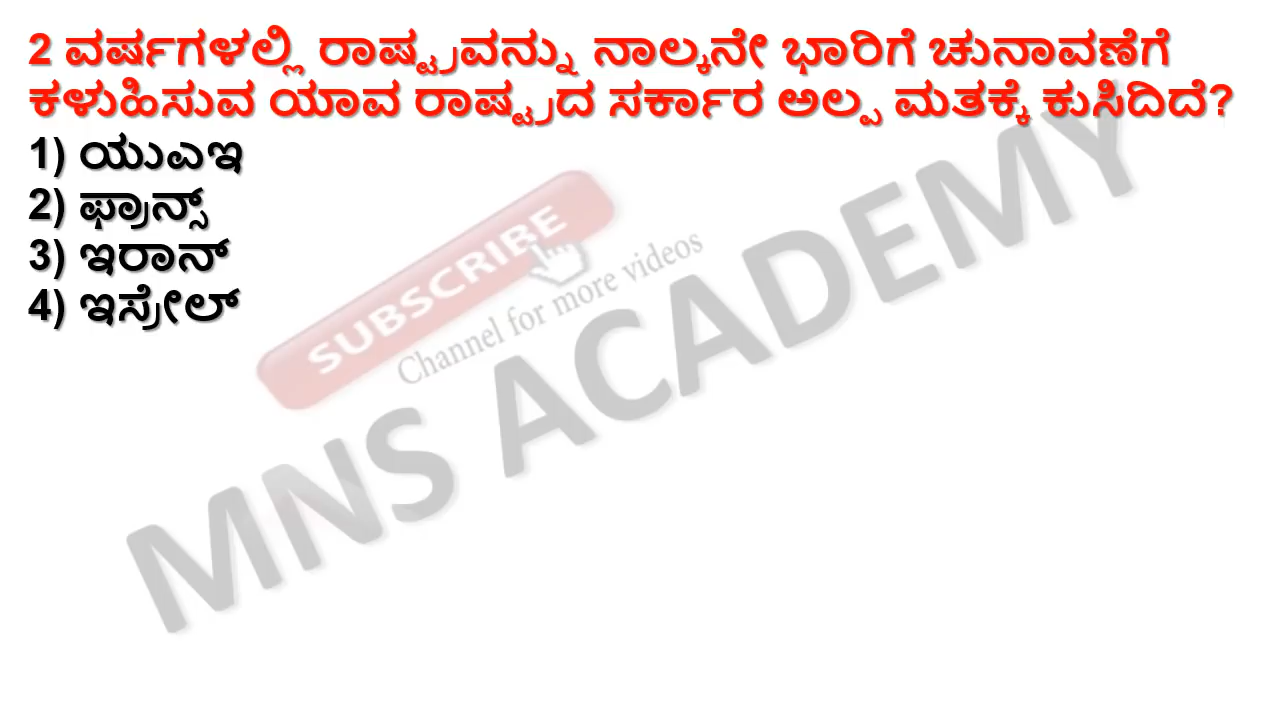 2 ವರ್ಷಗಳಲ್ಲಿ ರಾಷ್ಟ್ರವನ್ನು ನಾಲ್ಕನೇ ಭಾರಿಗೆ ಚುನಾವಣೆಗೆ
ಕಳುಹಿಸುವ ಯಾವ ರಾಷ್ಟ್ರದ ಸರ್ಕಾರ ಅಲ್ಪ ಮತಕ್ಕೆ ಕುಸಿದಿದೆ?
1) ಯುಎಇ
2) ಫ್ರಾನ್ಸ್
3) ಇರಾನ್
4) ಇಸ್ರೇಲ್
SUBSCRIBE
Channel for more videos
MNS ACADEMY